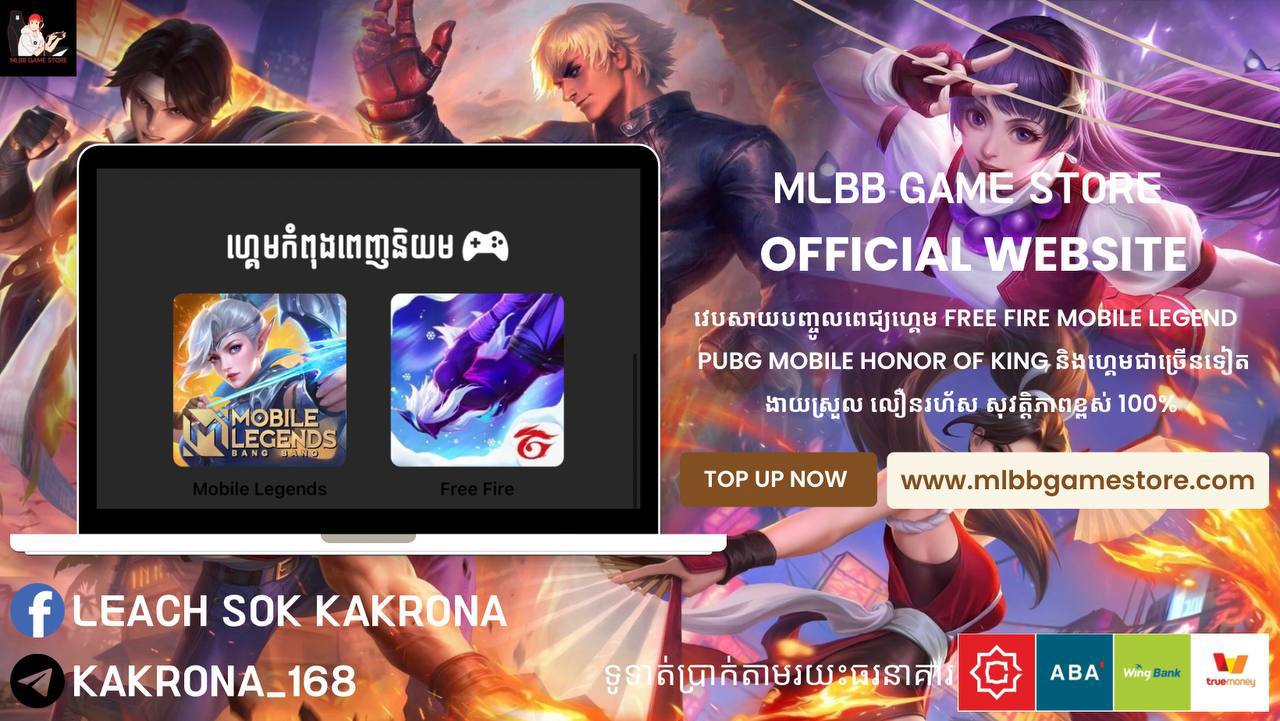 MLBB GAME STORE
ហ្គេមកំពុងពេញនិយម
MOBILE
LEGENDS
BANG BANG
Mobile Legends
Free Fire
MLBB GAME STORE
OFFICIAL WEBSITE
វេបសាយបញ្ចូលពេជ្យហ្គេម FREE FIRE MOBILE LEGEND
PUBG MOBILE HONOR OF KING និងហ្គេមជាច្រើនទៀត
ងាយស្រួល លឿនរហ័ស សុវត្ថិភាពខ្ពស់ 100%
TOP UP NOW
www.mlbbgamestore.com
LEACH SOK KAKRONA
KAKRONA_168
ទូទាត់ប្រាក់តាមរយះធរនាគារ
ABA'
Wing Bank
truemoney